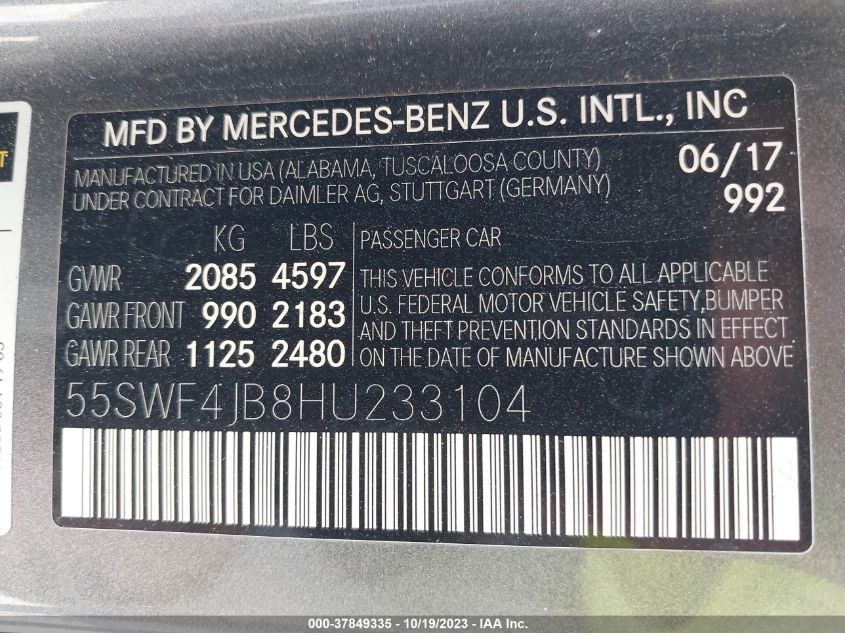 MFD BY MERCEDES-BENZ U.S. INTL., INC
MANUFACTURED IN USA (ALABAMA, TUSCALOOSA COUNTY) 06/17
UNDER CONTRACT FOR DAIMLER AG, STUTTGART (GERMANY) 992
KG LBS PASSENGER CAR
GVWR 2085 4597 THIS VEHICLE CONFORMS TO ALL APPLICABLE
U.S. FEDERAL MOTOR VEHICLE SAFETY, BUMPER
GAWR FRONT 990 2183 AND THEFT PREVENTION STANDARDS IN EFFECT
GAWR REAR 1125 2480 ON THE DATE OF MANUFACTURE SHOWN ABOVE
55SWF4JB8HU233104
000-37849335 - 10/19/2023 - IAA Inc.